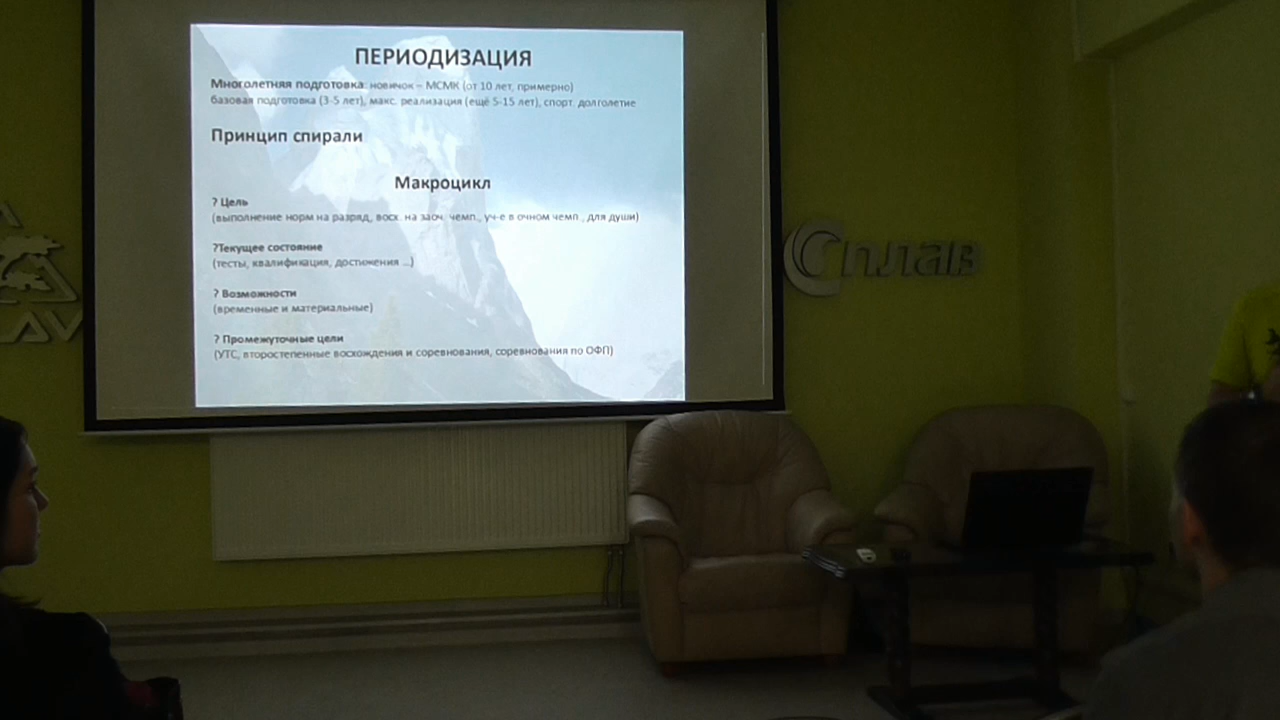 ПЕРИОДИЗАЦИЯ
Многолетняя подготовка: новичок – МСМК (от 10 лет, примерно)
базовая подготовка (3-5 лет), макс. реализация (ещё 5-15 лет), спорт. долголетие
Принцип спирали
Макроцикл
? Цель
(выполнение норм на разряд, восх. на заоч. чемп., уч-е в очном чемп., для души)
?Текущее состояние
(тесты, квалификация, достижения ...)
? Возможности
(временные и материальные)
? Промежуточные цели
(УТС, второстепенные восхождения и соревнования, соревнования по ОФП)
Сплав
LAV